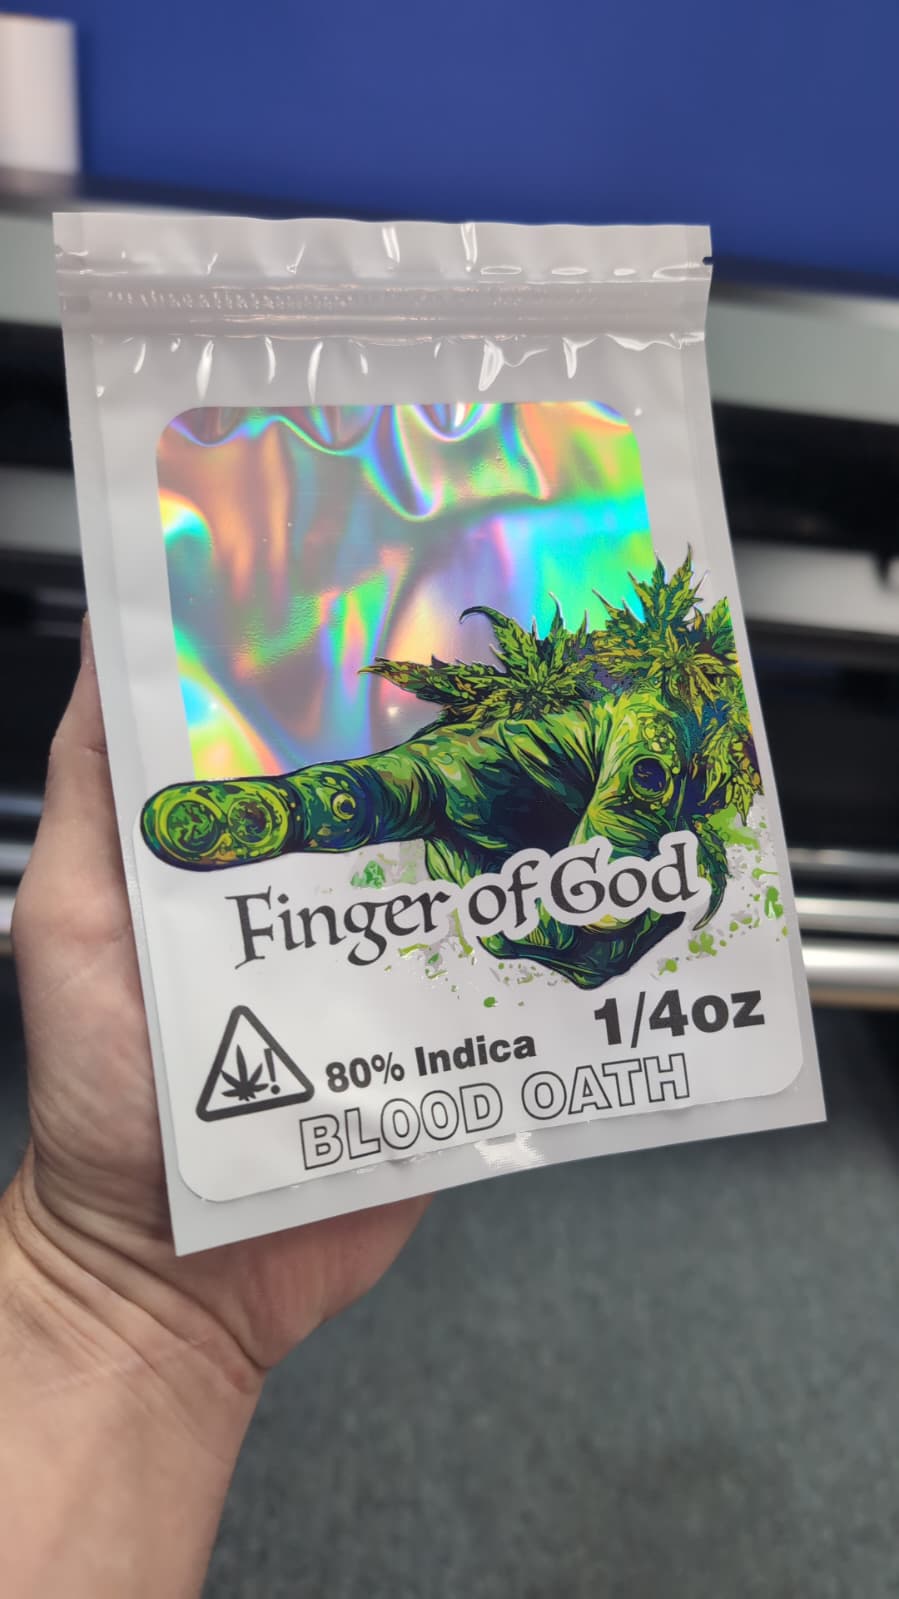 Finger of God
1/4oz
80% Indica
BLOOD OATH